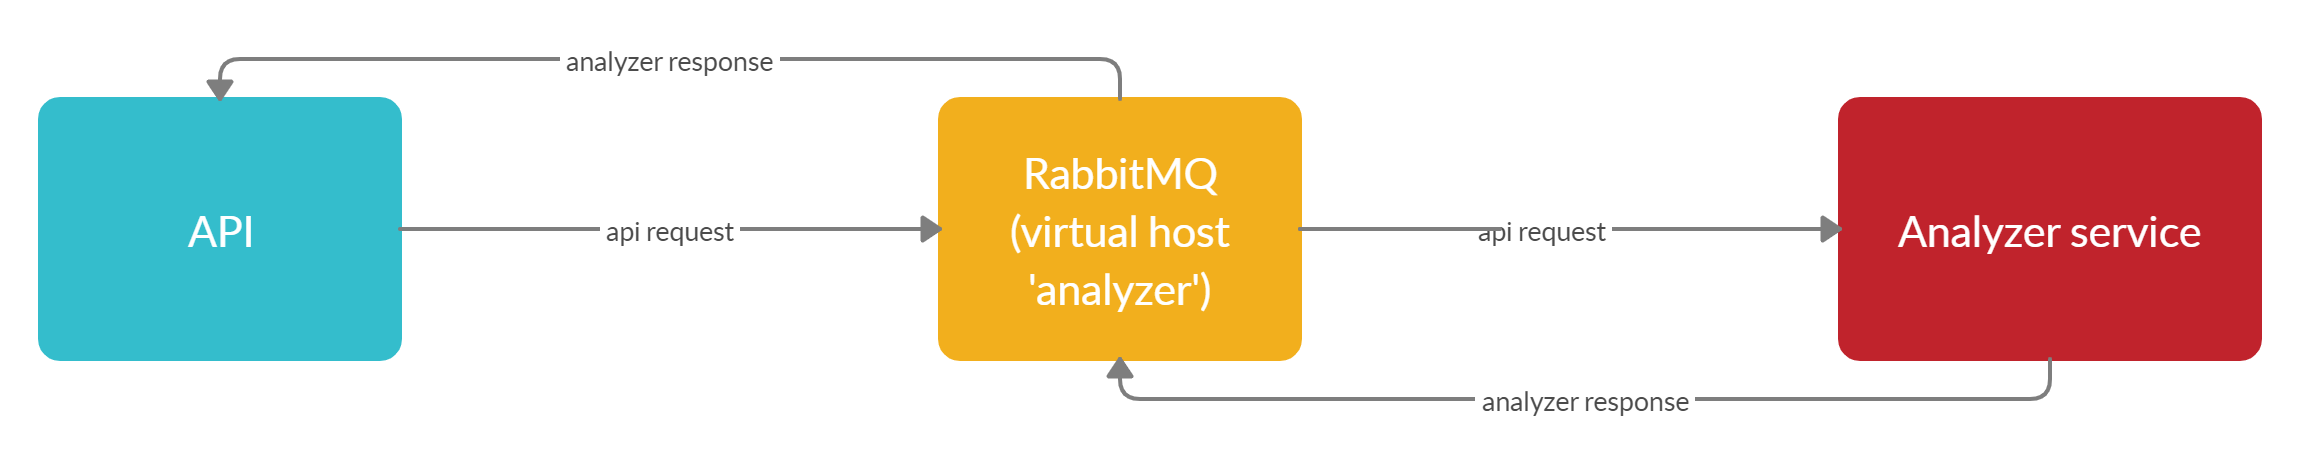 analyzer response
API
api request
RabbitMQ
(virtual host
'analyzer')
api request
Analyzer service
analyzer response